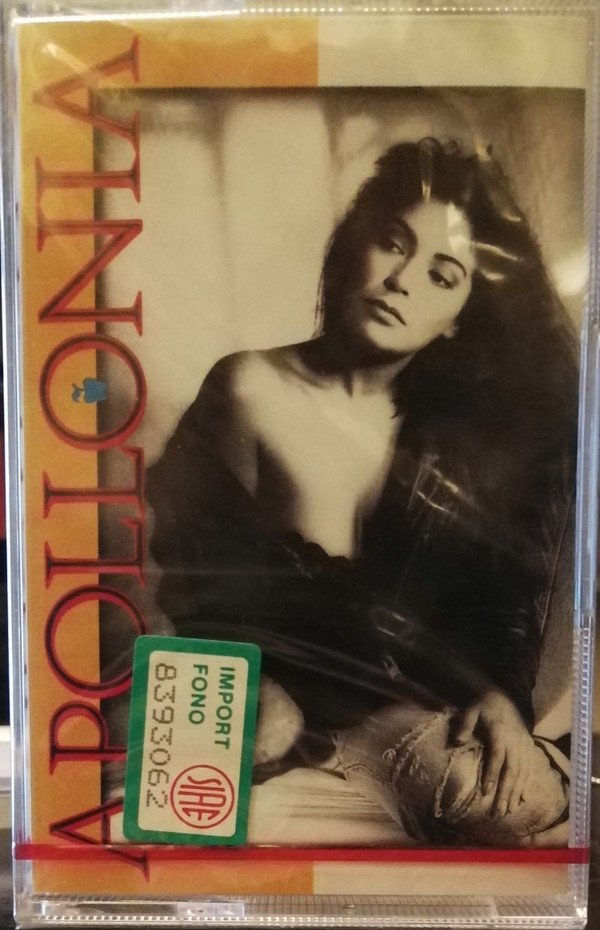 APOLLONIA
IMPORT
FONO
SIAE
8393062